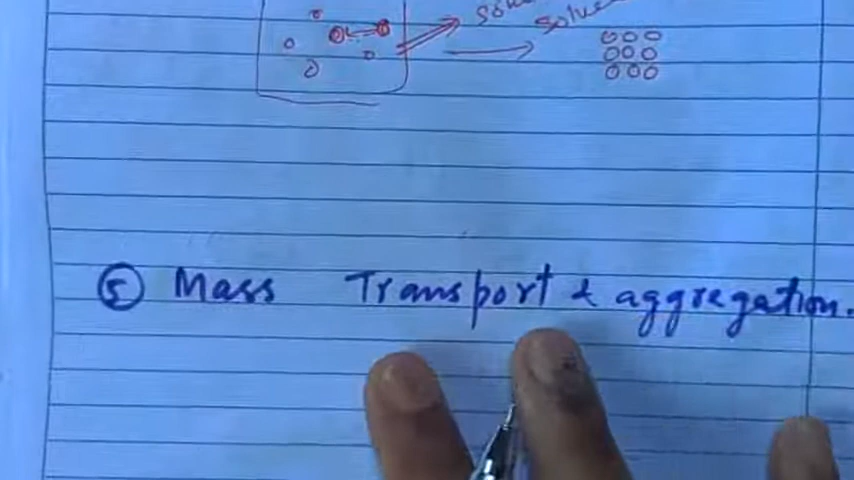 ⑤ Mass Transport & aggregation.